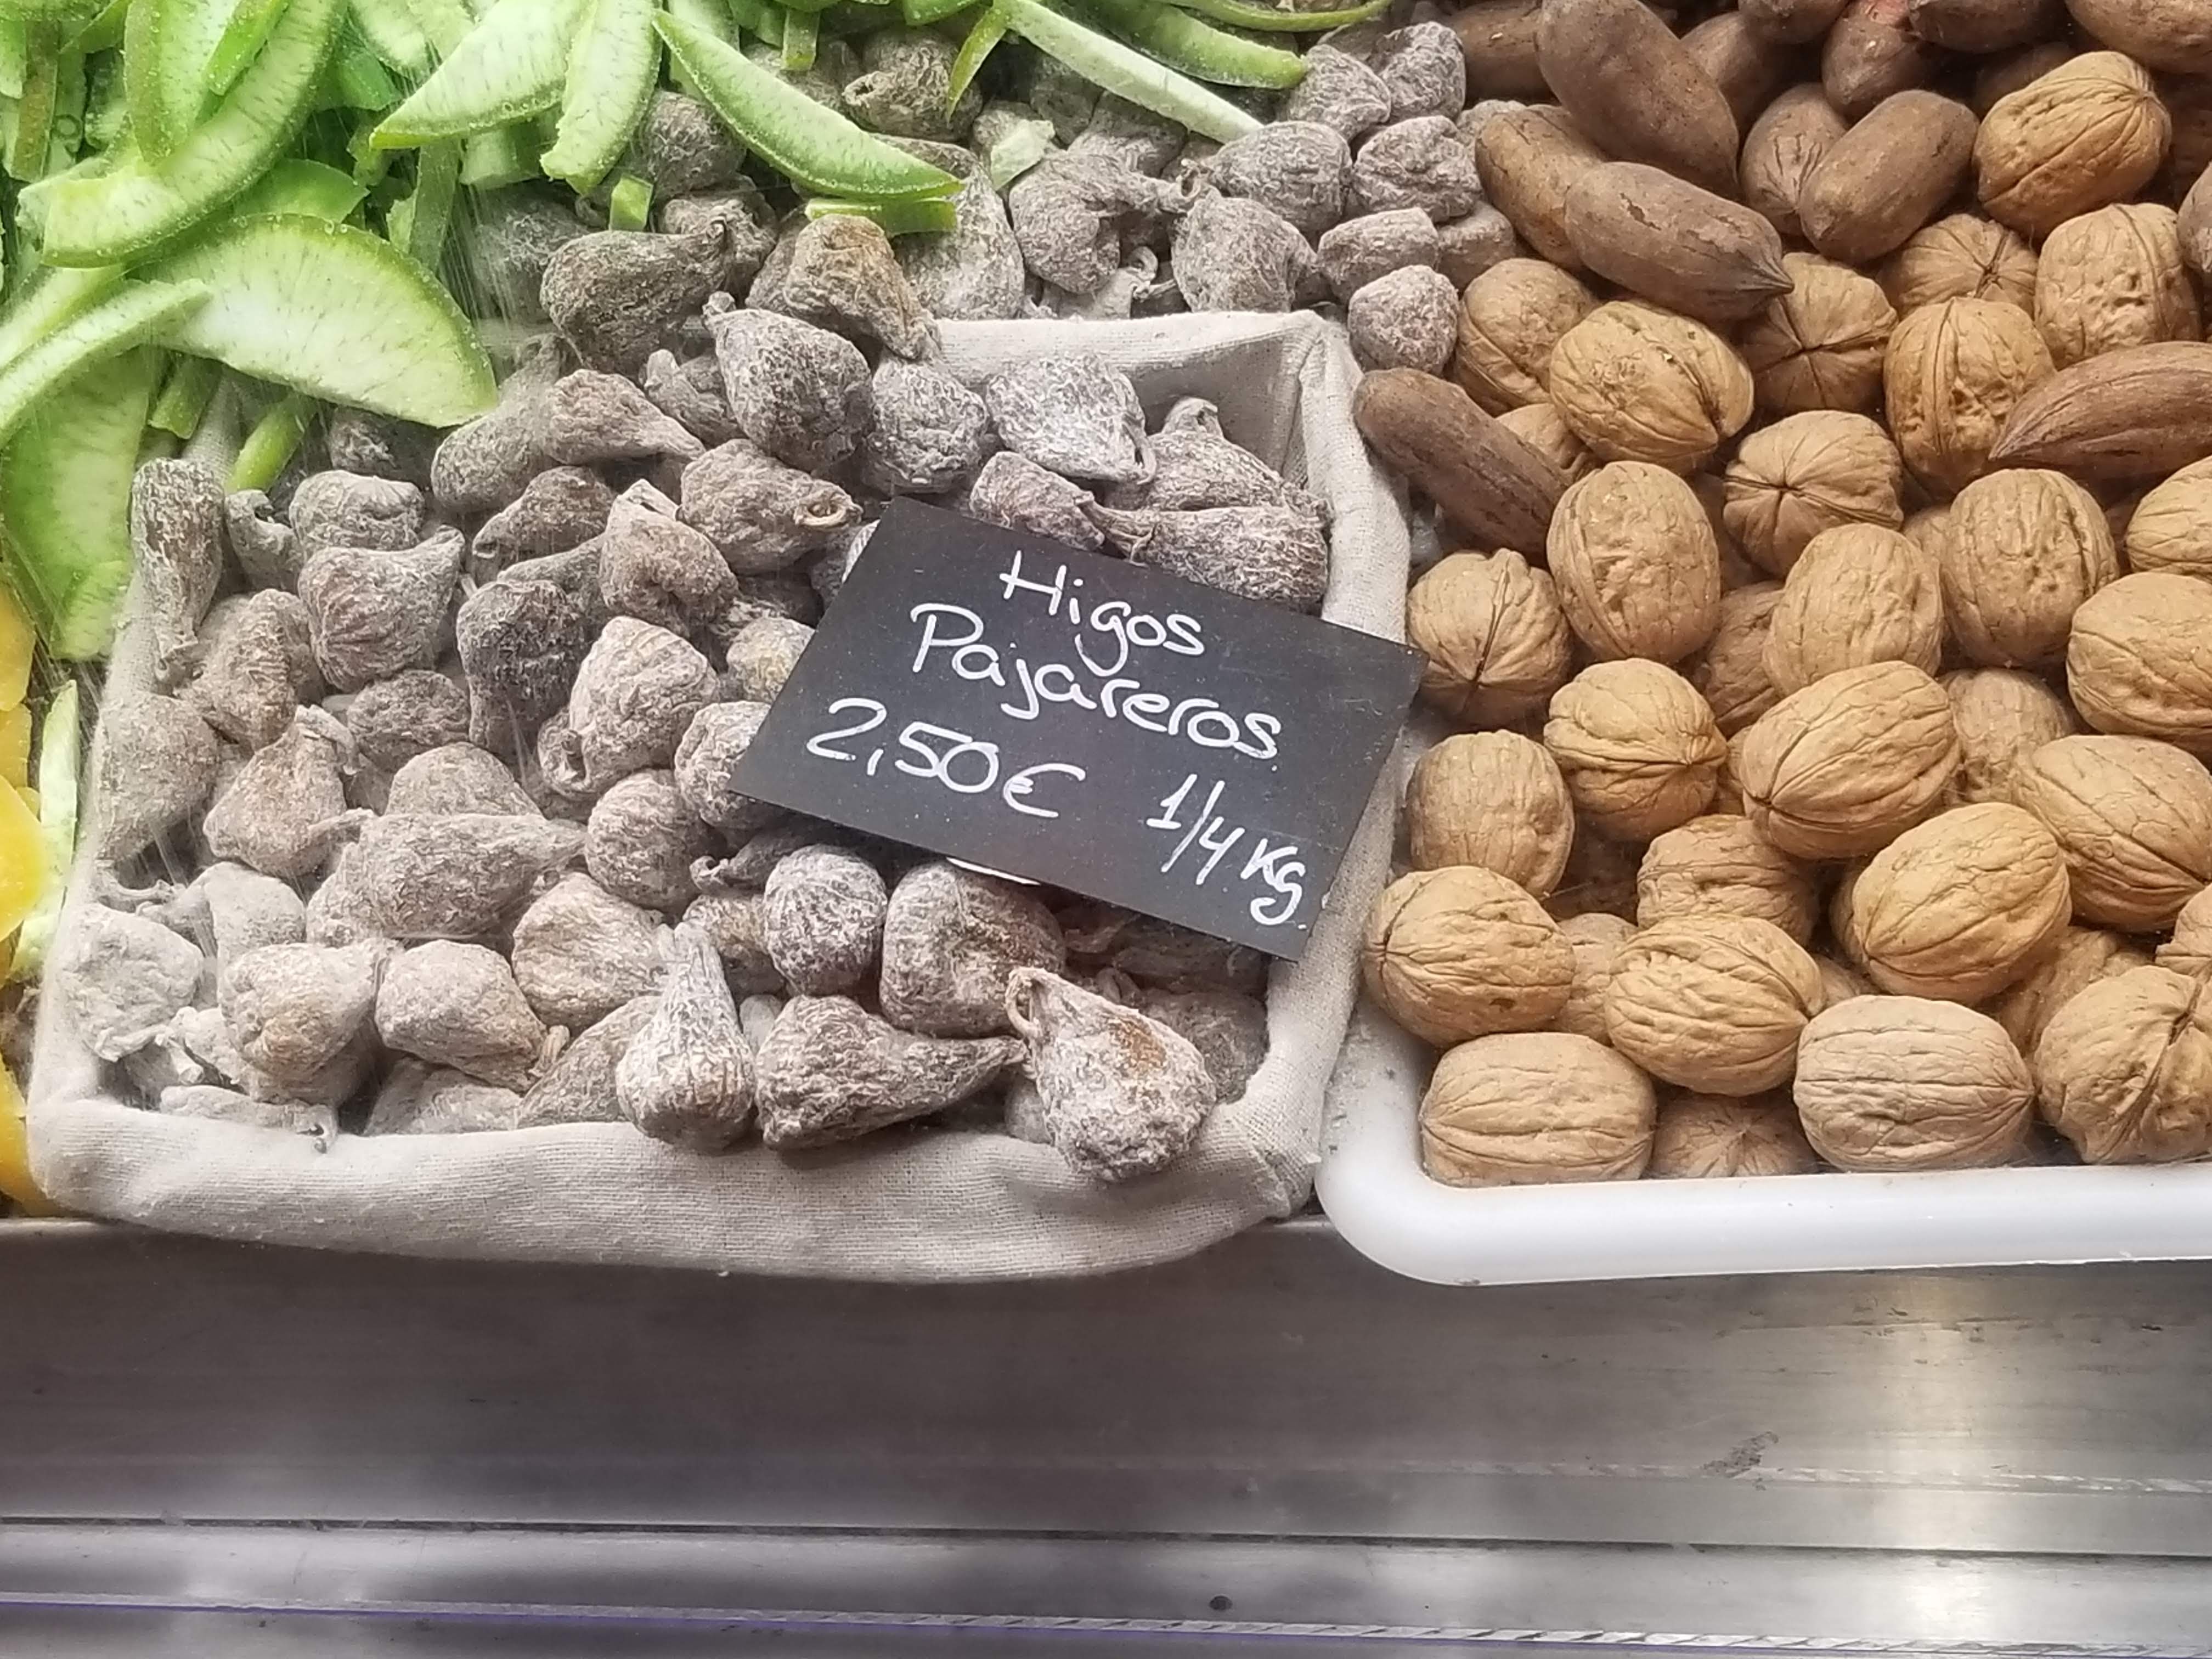 Higos
Pajareros
2,50€ 1/4 Kg.